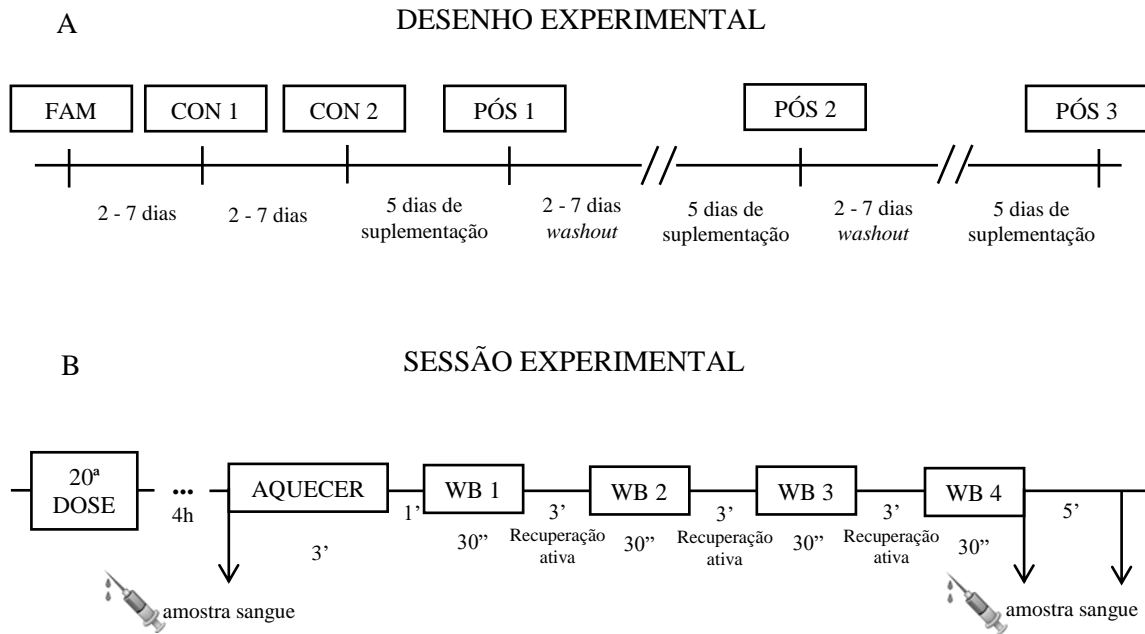 A
DESENHO EXPERIMENTAL
FAM
CON 1
CON 2
PÓS 1
PÓS 2
PÓS 3
2 - 7 dias
2 - 7 dias
5 dias de
suplementação
2 - 7 dias
washout
5 dias de
suplementação
2 - 7 dias
washout
5 dias de
suplementação
B
SESSÃO EXPERIMENTAL
20ª
DOSE
...
4h
AQUECER
3’
1’
WB 1
30”
3’
Recuperação
ativa
WB 2
30”
3’
Recuperação
ativa
WB 3
30”
3’
Recuperação
ativa
WB 4
30”
5’
amostra sangue
amostra sangue